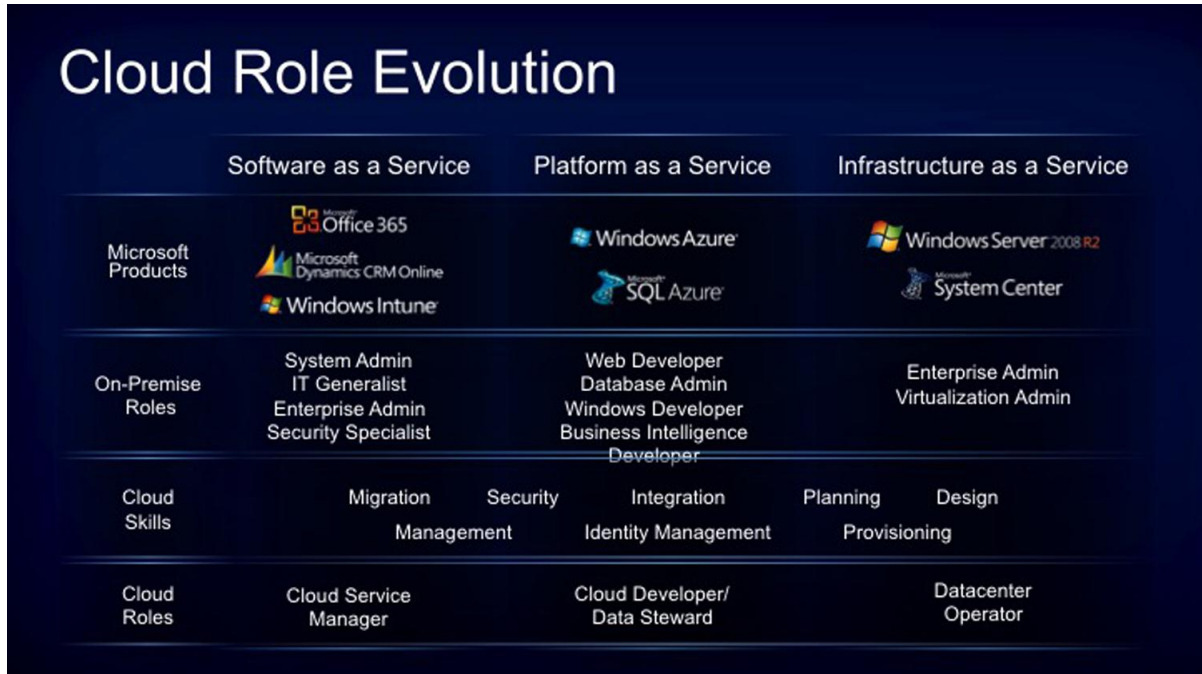 Cloud Role Evolution
Software as a Service
Platform as a Service
Infrastructure as a Service
Microsoft
Products
Microsoft
Office 365
Microsoft
Dynamics CRM Online
Windows Intune
Windows Azure
Microsoft
SQL Azure
Windows Server 2008 R2
Microsoft
System Center
On-Premise
Roles
System Admin
IT Generalist
Enterprise Admin
Security Specialist
Web Developer
Database Admin
Windows Developer
Business Intelligence
Developer
Enterprise Admin
Virtualization Admin
Cloud
Skills
Migration Security Integration Planning Design
Management Identity Management Provisioning
Cloud
Roles
Cloud Service
Manager
Cloud Developer/
Data Steward
Datacenter
Operator